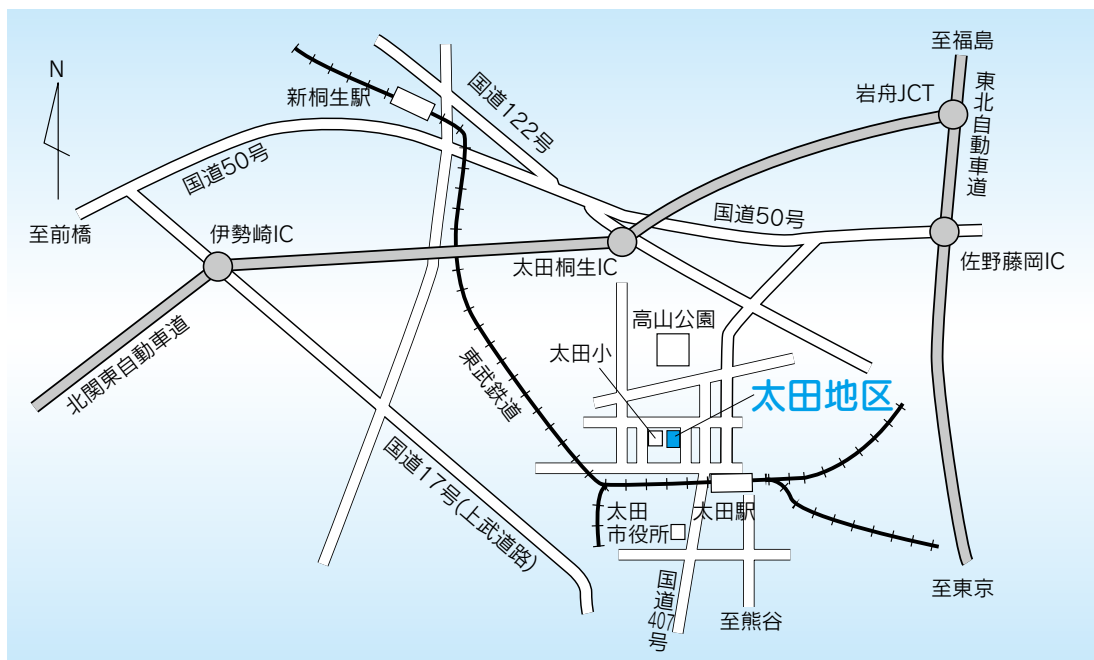 至福島
N
岩舟JCT
東北自動車道
新桐生駅
国道122号
国道50号
国道50号
至前橋
伊勢崎IC
太田桐生IC
佐野藤岡IC
高山公園
太田小
北関東自動車道
東武鉄道
太田地区
国道17号(上武道路)
太田
市役所
太田駅
国道407号
至東京
至熊谷